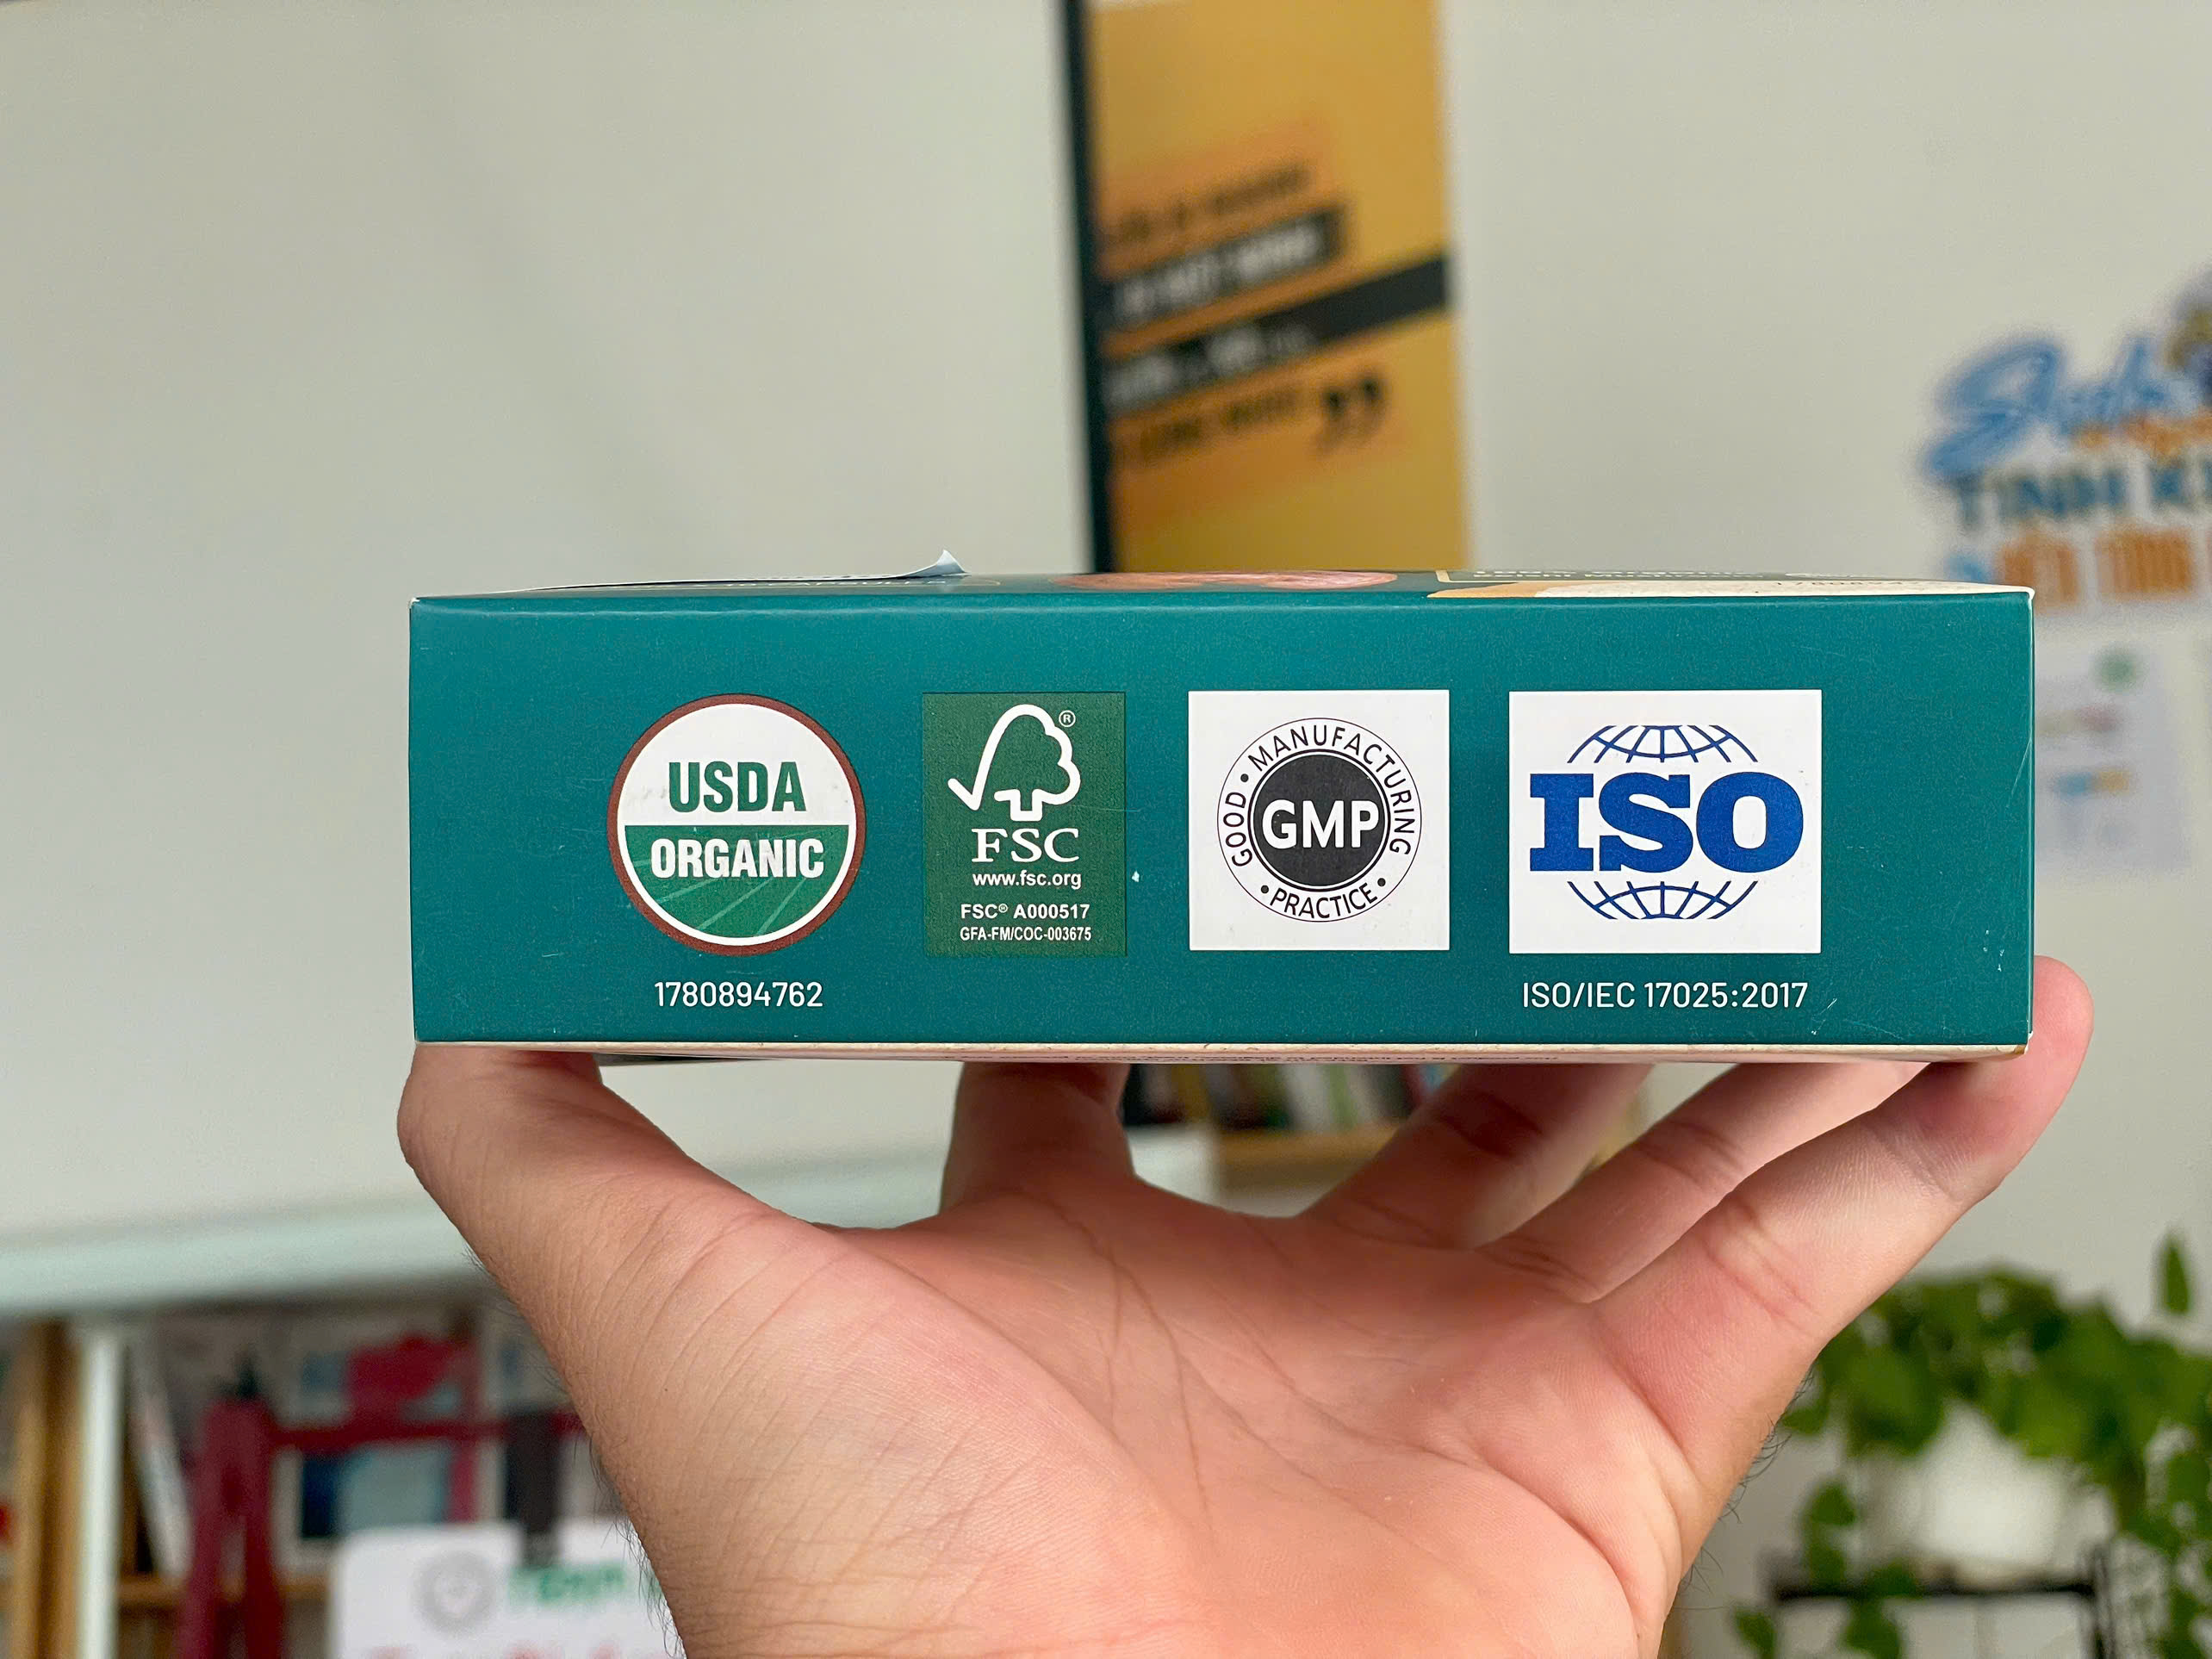 USDA
ORGANIC
1780894762
®
FSC
www.fsc.org
FSC® A000517
GFA-FM/COC-003675
GOOD • MANUFACTURING
GMP
• PRACTICE •
ISO
ISO/IEC 17025:2017
TINH